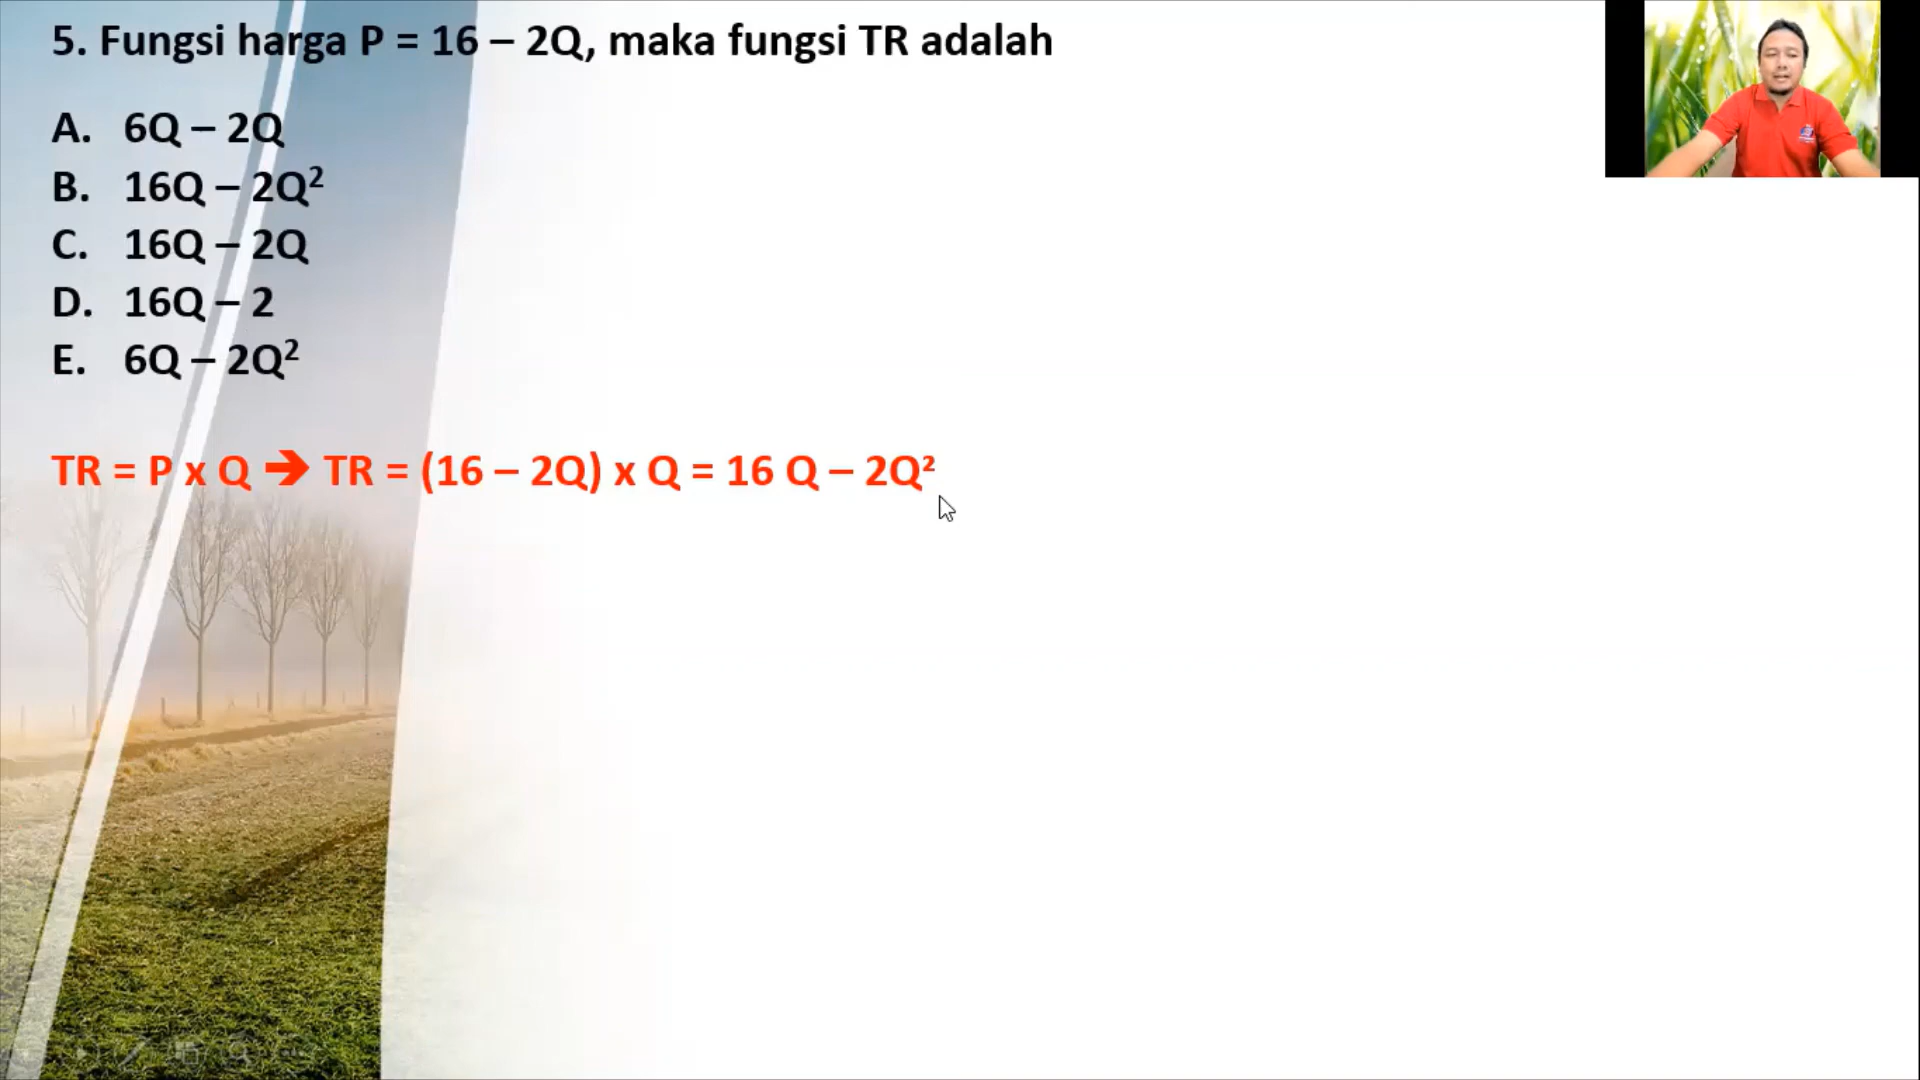 5. Fungsi harga P = 16 – 2Q, maka fungsi TR adalah
A. 6Q – 2Q
B. 16Q – 2Q²
C. 16Q – 2Q
D. 16Q – 2
E. 6Q – 2Q²
TR = P x Q ➔ TR = (16 – 2Q) x Q = 16 Q – 2Q²